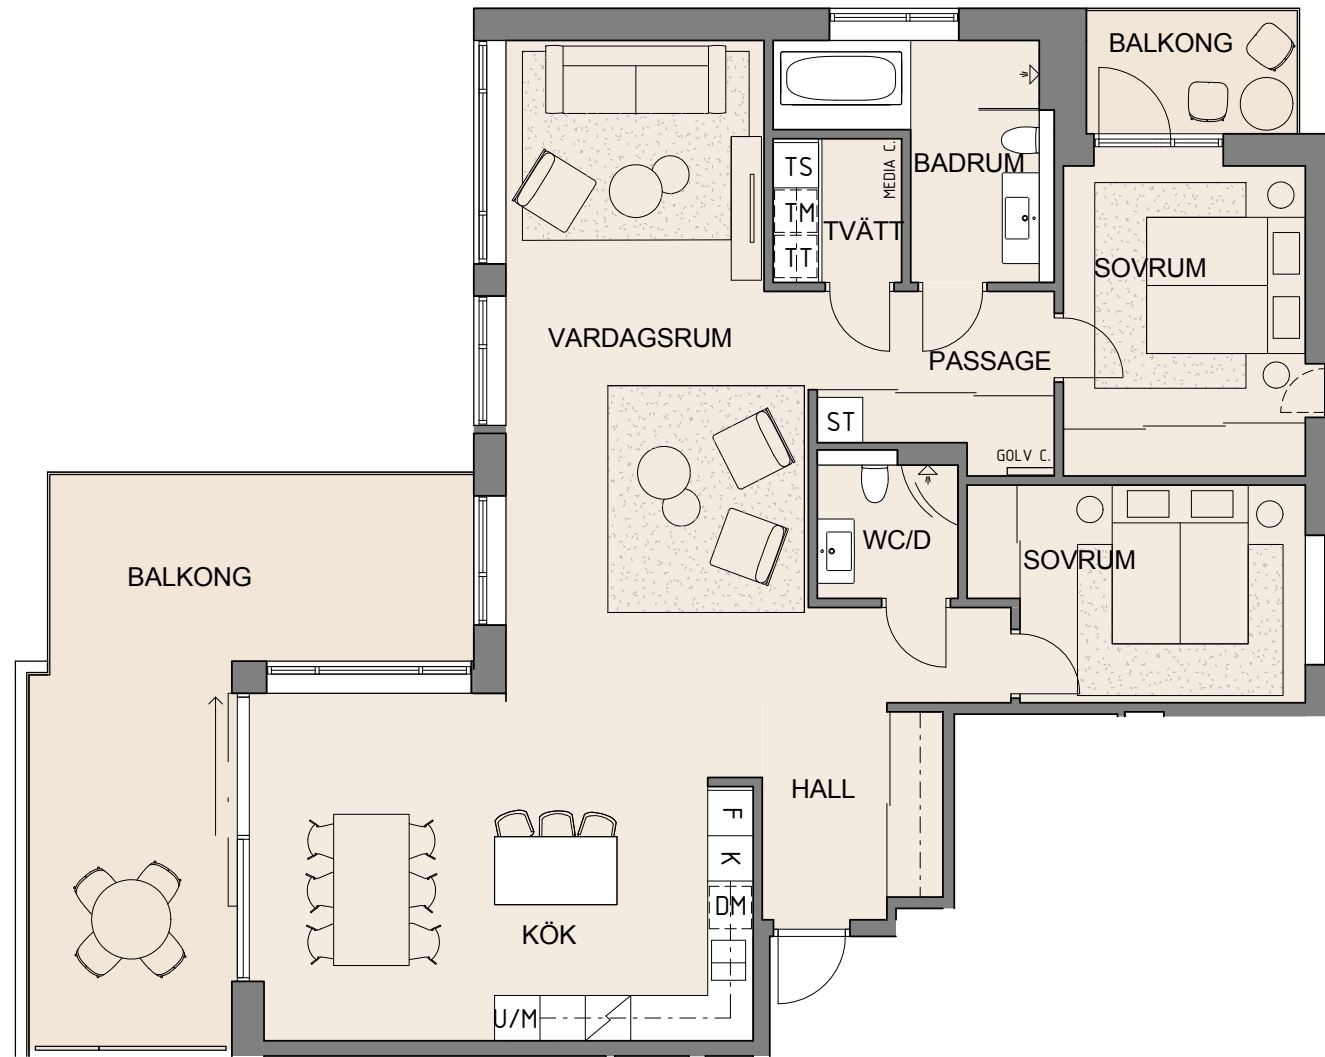 BALKONG
TS
MEDIA C.
BADRUM
TM
TVÄTT
TT
SOVRUM
VARDAGSRUM
PASSAGE
ST
GOLV C.
WC/D
SOVRUM
BALKONG
HALL
F
K
DM
KÖK
U/M